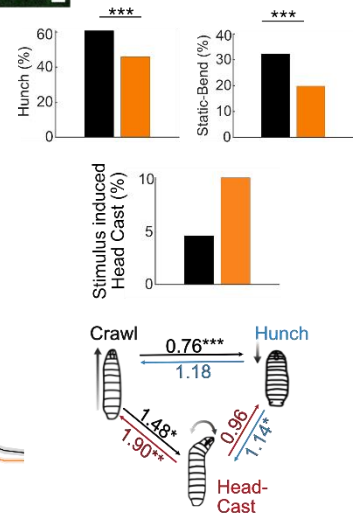 ***
***
Hunch (%)
60
40
20
0
Static-Bend (%)
40
30
20
10
0
Stimulus induced
Head Cast (%)
10
5
0
Crawl
Hunch
0.76***
1.18
1.48*
1.90**
0.96
1.14*
Head-
Cast